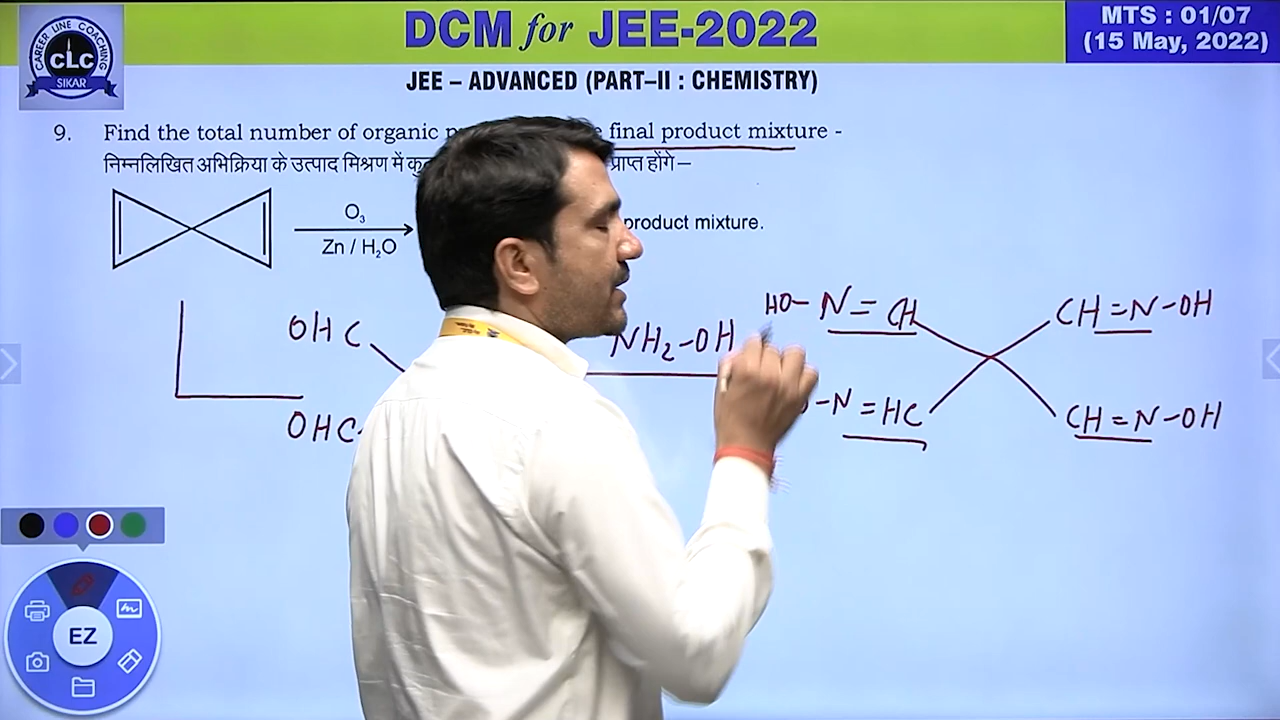 CAREER LINE COACHING
CLC
SIKAR
DCM for JEE-2022
MTS : 01/07
(15 May, 2022)
JEE – ADVANCED (PART–II : CHEMISTRY)
9. Find the total number of organic final product mixture -
निम्नलिखित अभिक्रिया के उत्पाद मिश्रण में प्राप्त होंगे –
O₃
Zn / H₂O
product mixture.
OHC
NH₂-OH
HO-N=CH
CH=N-OH
OHC
-N=HC
CH=N-OH
EZ